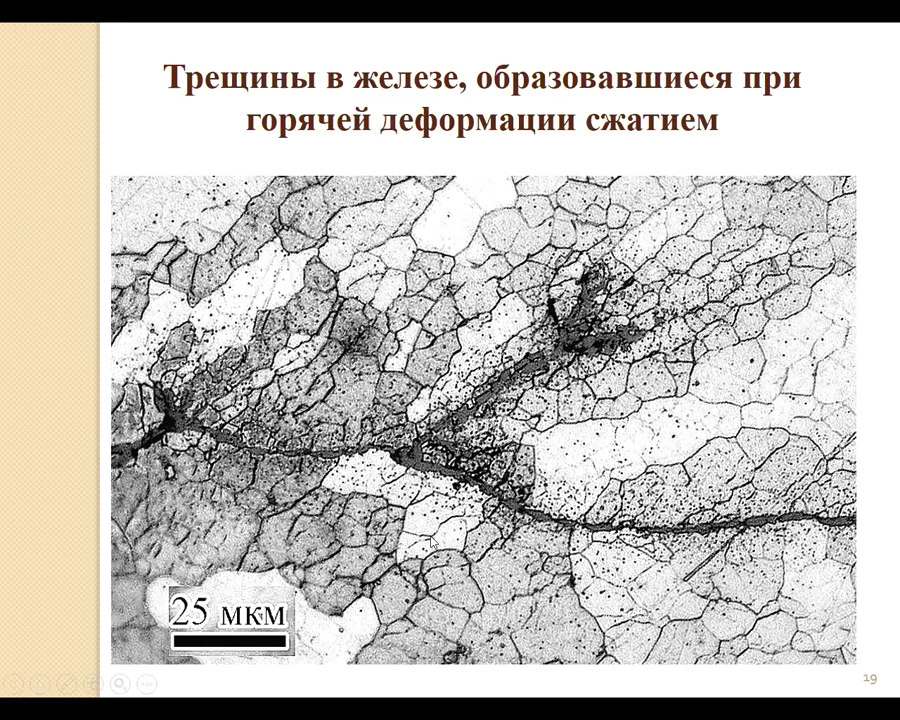 Трещины в железе, образовавшиеся при
горячей деформации сжатием
25 мкм
19